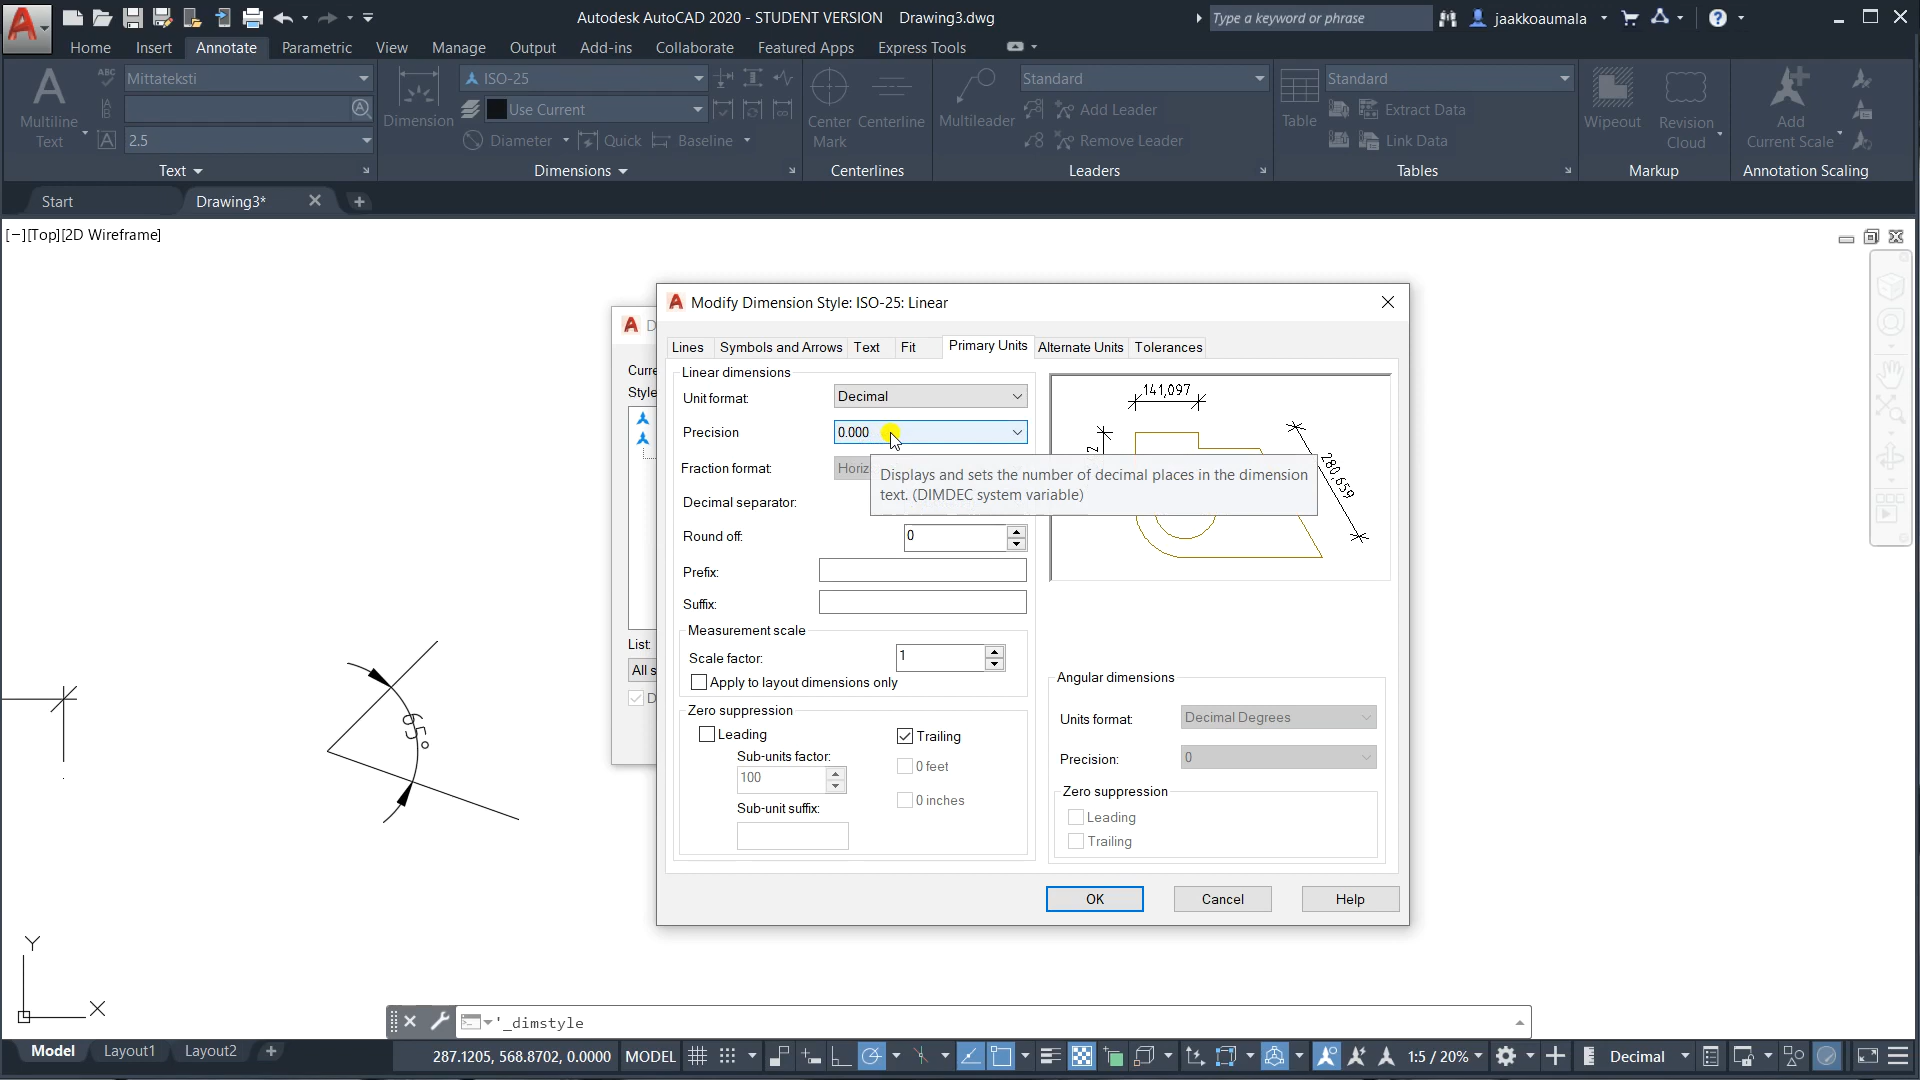 Autodesk AutoCAD 2020 - STUDENT VERSION Drawing3.dwg
Type a keyword or phrase
jaakkoaumala
Home Insert Annotate Parametric View Manage Output Add-ins Collaborate Featured Apps Express Tools
Multiline
Text
ABC
Mittateksti
2.5
Text
Dimension
ISO-25
Use Current
Diameter Quick Baseline
Dimensions
Center
Mark
Centerline
Centerlines
Multileader
Standard
Add Leader
Remove Leader
Leaders
Table
Standard
Extract Data
Link Data
Tables
Wipeout
Revision
Cloud
Markup
Add
Current Scale
Annotation Scaling
Start
Drawing3*
[−][Top][2D Wireframe]
65°
Y
X
D
Curre
Style
List:
All s
D
Modify Dimension Style: ISO-25: Linear
Lines Symbols and Arrows Text Fit Primary Units Alternate Units Tolerances
Linear dimensions
Unit format:
Decimal
Precision
0.000
Fraction format:
Horiz
Displays and sets the number of decimal places in the dimension
text. (DIMDEC system variable)
Decimal separator:
Round off:
0
Prefix:
Suffix:
Measurement scale
Scale factor:
1
Apply to layout dimensions only
Zero suppression
Leading
Trailing
Sub-units factor:
0 feet
100
0 inches
Sub-unit suffix:
141,097
280,659
2
Angular dimensions
Units format:
Decimal Degrees
Precision:
0
Zero suppression
Leading
Trailing
OK
Cancel
Help
'_dimstyle
Model Layout1 Layout2
287.1205, 568.8702, 0.0000 MODEL
1:5 / 20%
Decimal